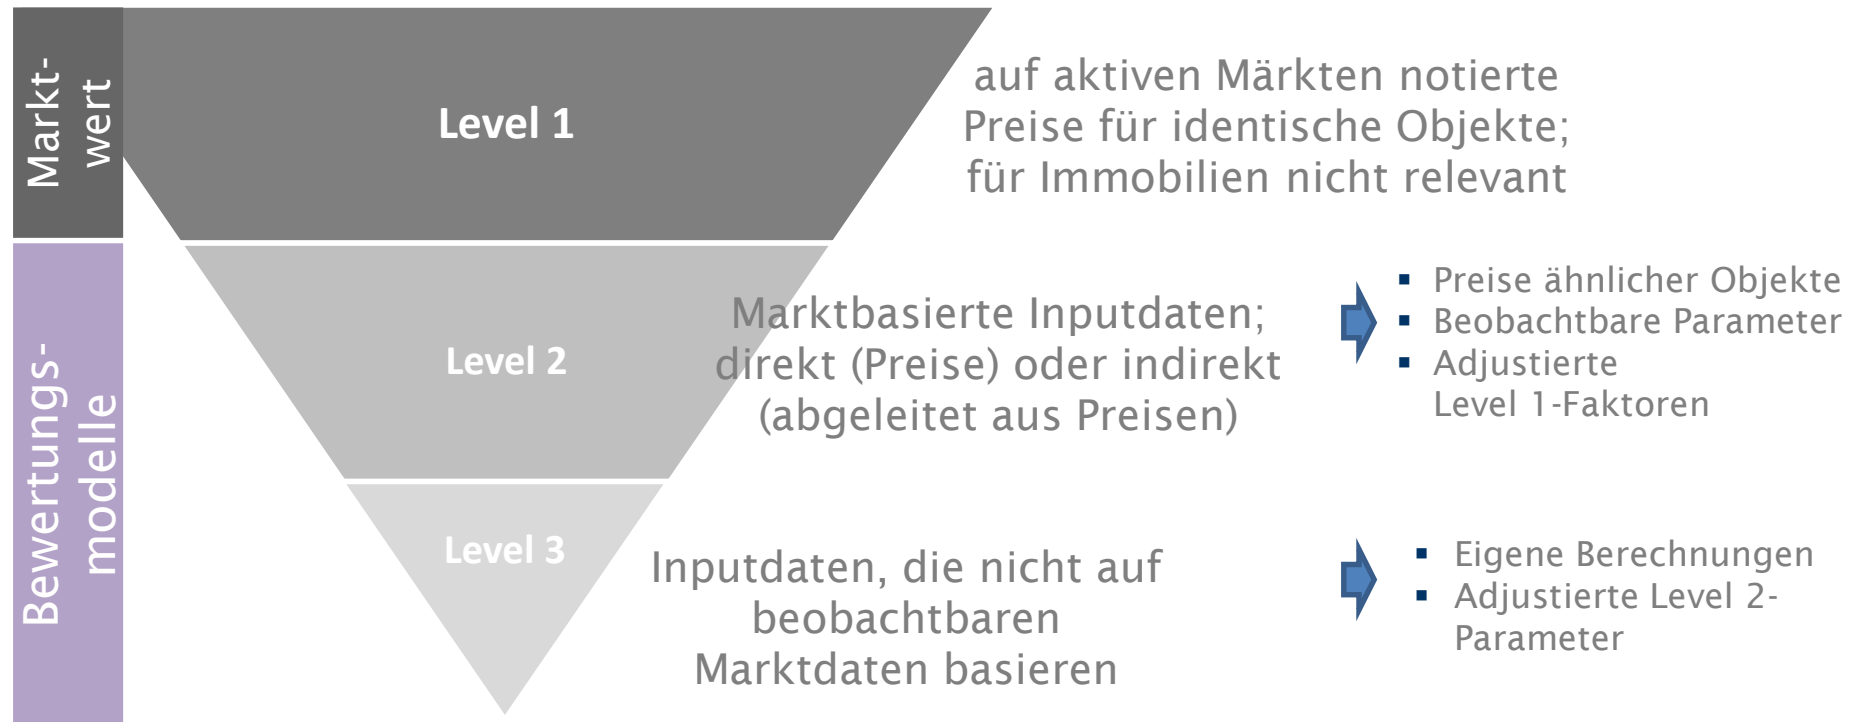 Markt-
wert
Level 1
auf aktiven Märkten notierte
Preise für identische Objekte;
für Immobilien nicht relevant
Bewertungs-
modelle
Level 2
Marktbasierte Inputdaten;
direkt (Preise) oder indirekt
(abgeleitet aus Preisen)
▪ Preise ähnlicher Objekte
▪ Beobachtbare Parameter
▪ Adjustierte
Level 1-Faktoren
Level 3
Inputdaten, die nicht auf
beobachtbaren
Marktdaten basieren
▪ Eigene Berechnungen
▪ Adjustierte Level 2-
Parameter